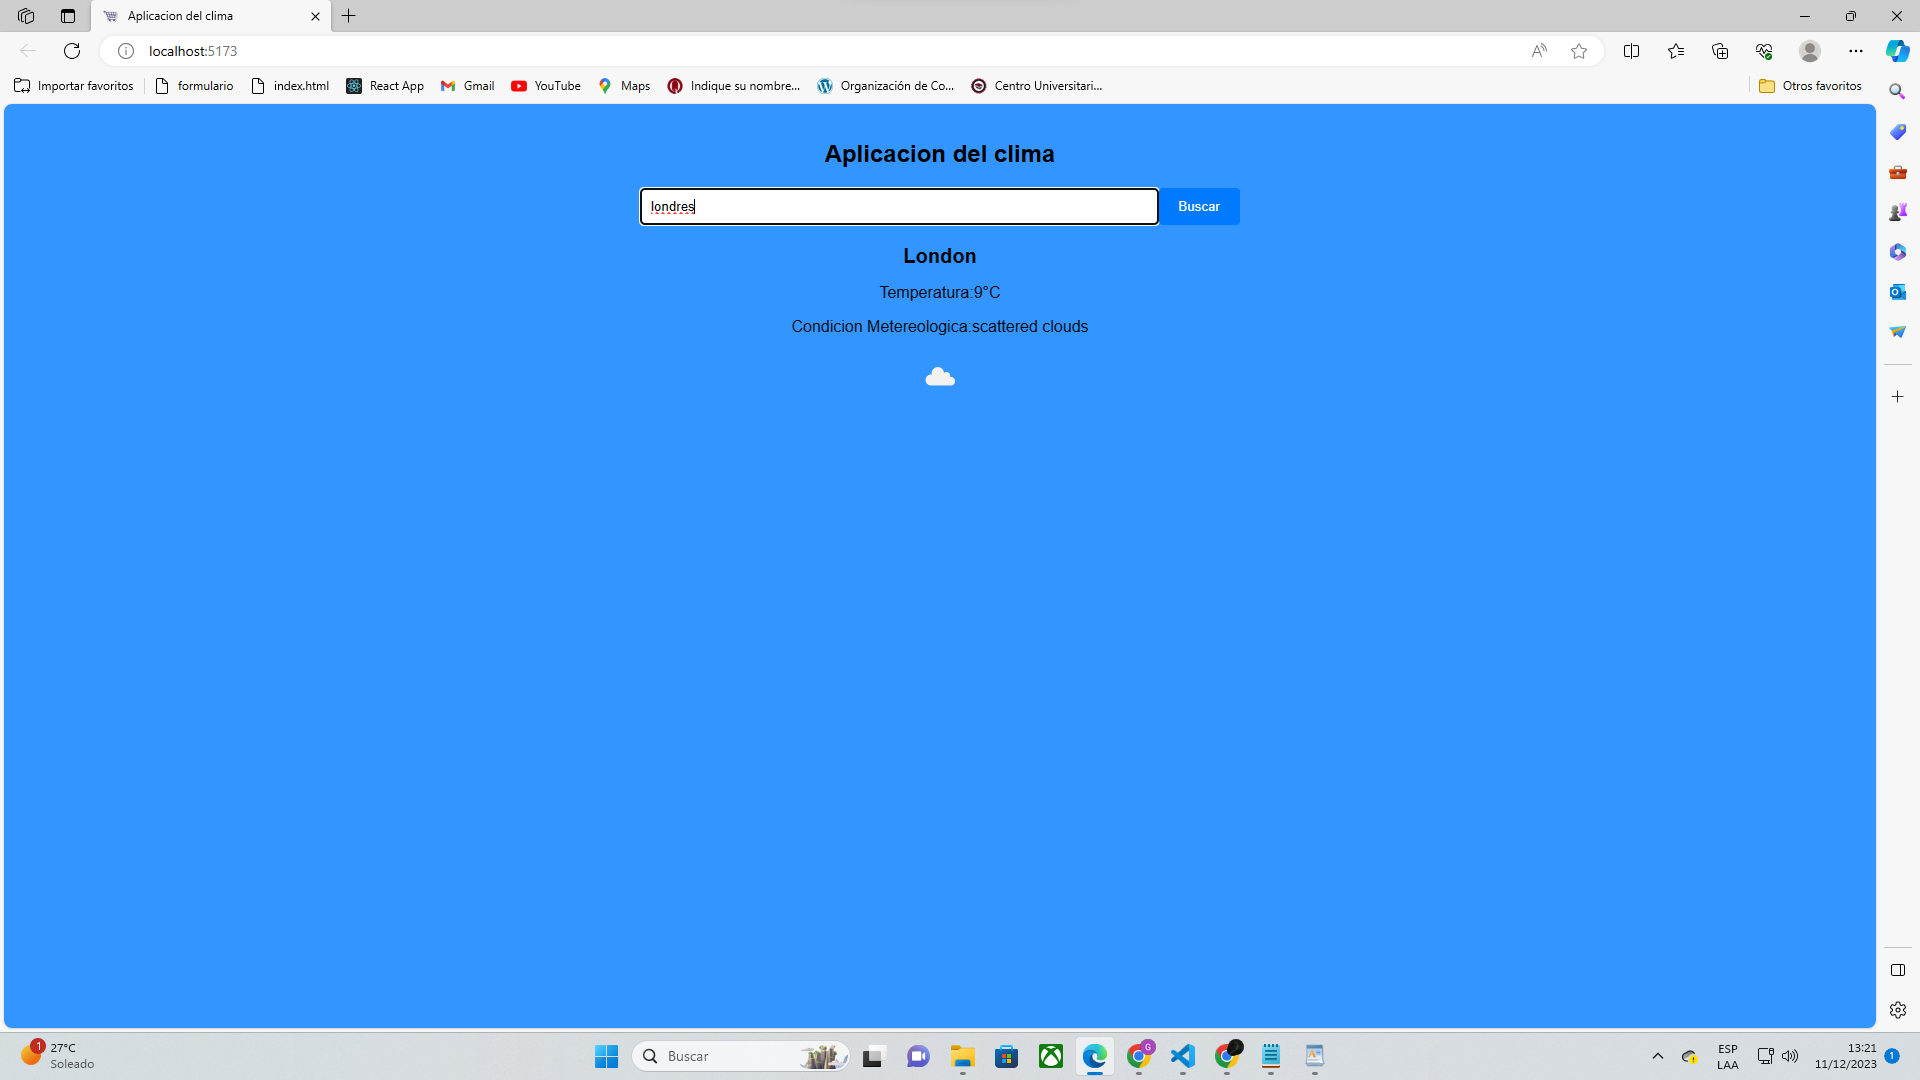 Aplicacion del clima
localhost:5173
Importar favoritos
formulario
index.html
React App
Gmail
YouTube
Maps
Indique su nombre...
Organización de Co...
Centro Universitari...
Otros favoritos
Aplicacion del clima
londres
Buscar
London
Temperatura:9°C
Condicion Metereologica:scattered clouds
1
27°C
Soleado
Buscar
G
ESP
LAA
13:21
11/12/2023
1